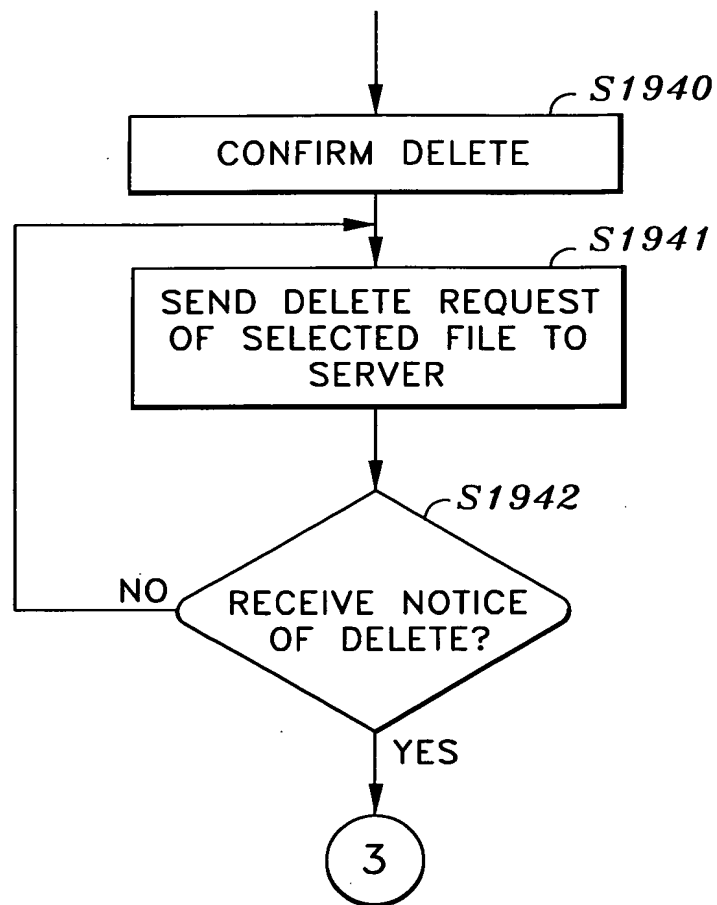 S1940
CONFIRM DELETE
S1941
SEND DELETE REQUEST
OF SELECTED FILE TO
SERVER
S1942
NO
RECEIVE NOTICE
OF DELETE?
YES
3